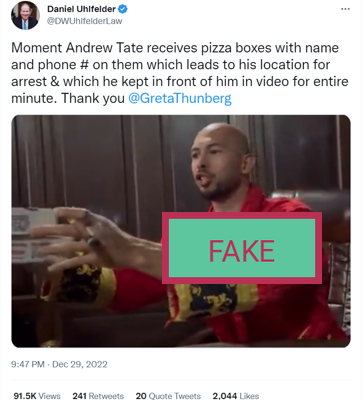 Daniel Uhlfelder
@DWUhlfelderLaw
Moment Andrew Tate receives pizza boxes with name
and phone # on them which leads to his location for
arrest & which he kept in front of him in video for entire
minute. Thank you @GretaThunberg
FAKE
9:47 PM · Dec 29, 2022
91.5K Views 241 Retweets 20 Quote Tweets 2,044 Likes